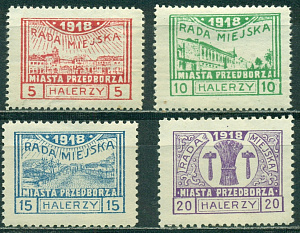 1918
RADA MIEJSKA
MIASTA PRZEDBORZA
5 HALERZY 5
1918
RADA MIEJSKA
MIASTA PRZEDBORZA
10 HALERZY 10
1918
RADA MIEJSKA
MIASTA PRZEDBORZA
15 HALERZY 15
1918
RADA MIEJSKA
MIASTA PRZEDBORZA
20 HALERZY 20